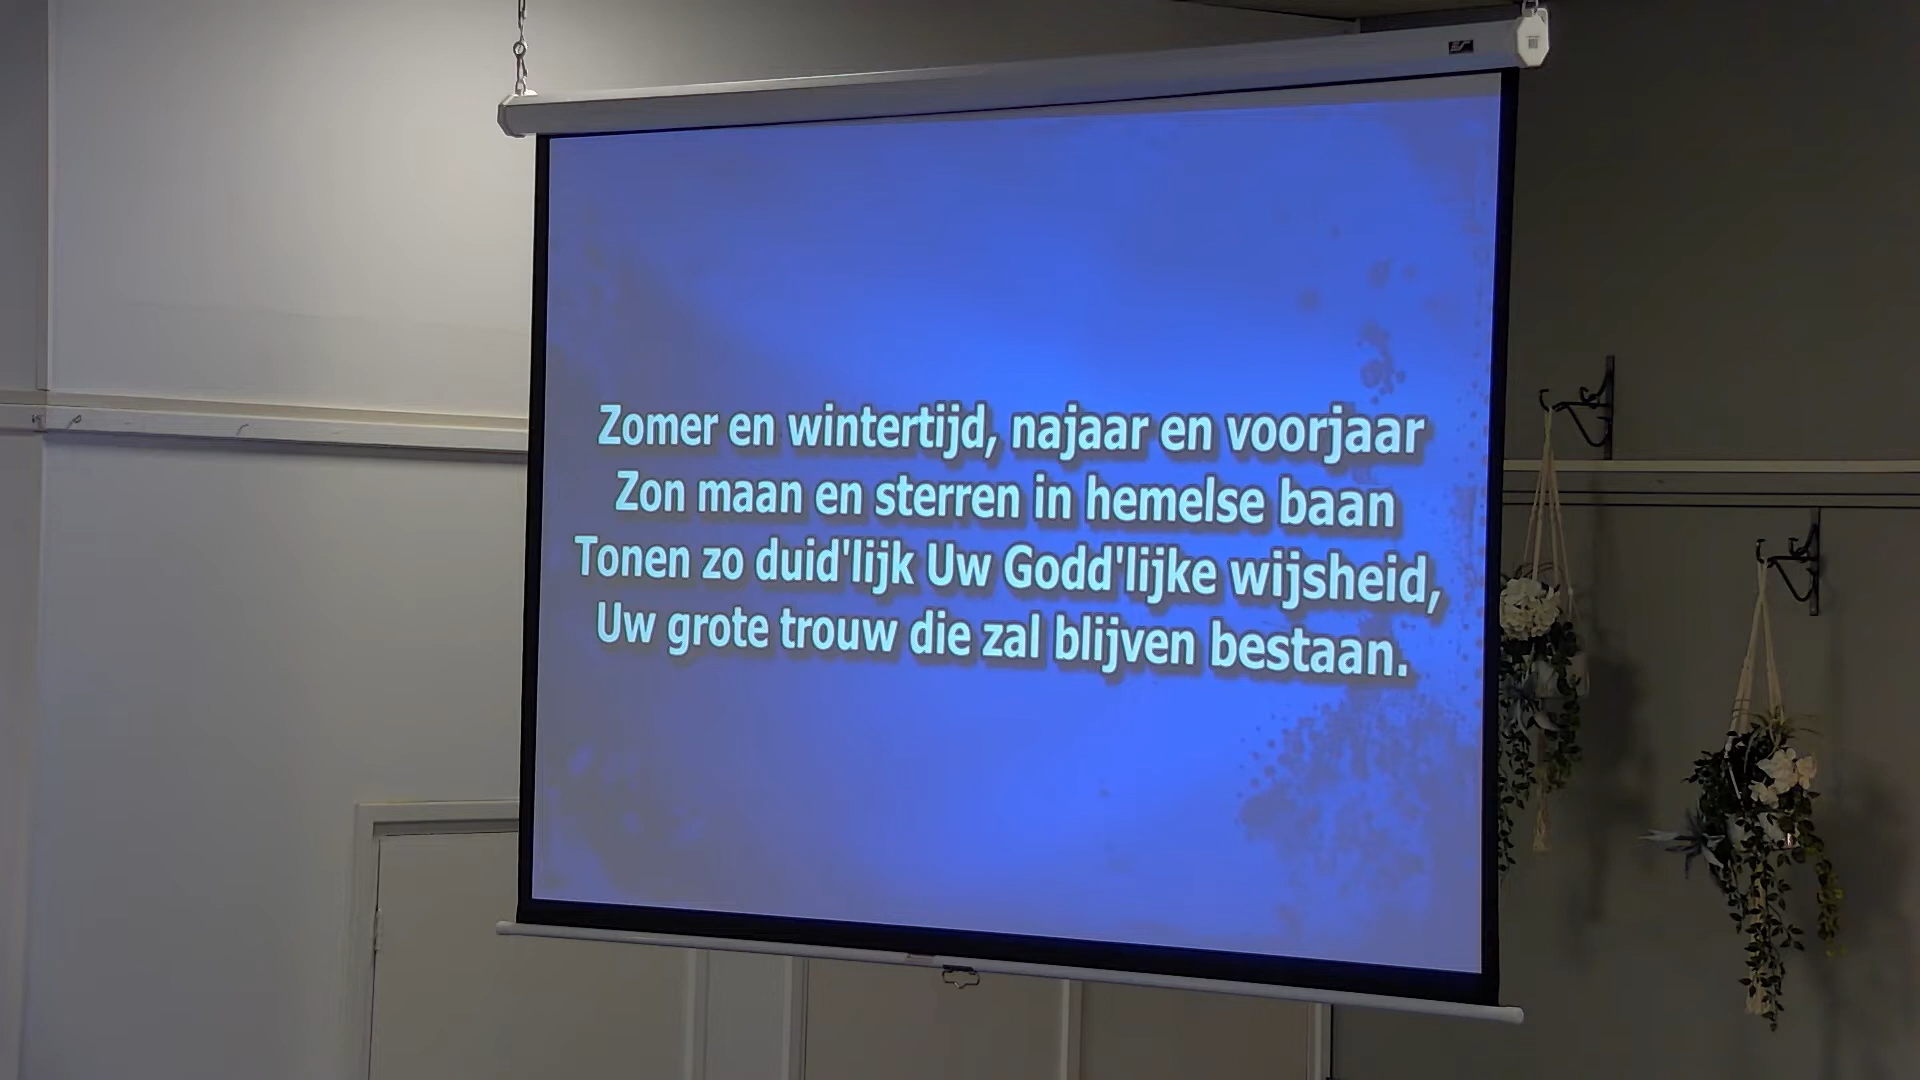 Zomer en wintertijd, najaar en voorjaar
Zon maan en sterren in hemelse baan
Tonen zo duid'lijk Uw Godd'lijke wijsheid,
Uw grote trouw die zal blijven bestaan.